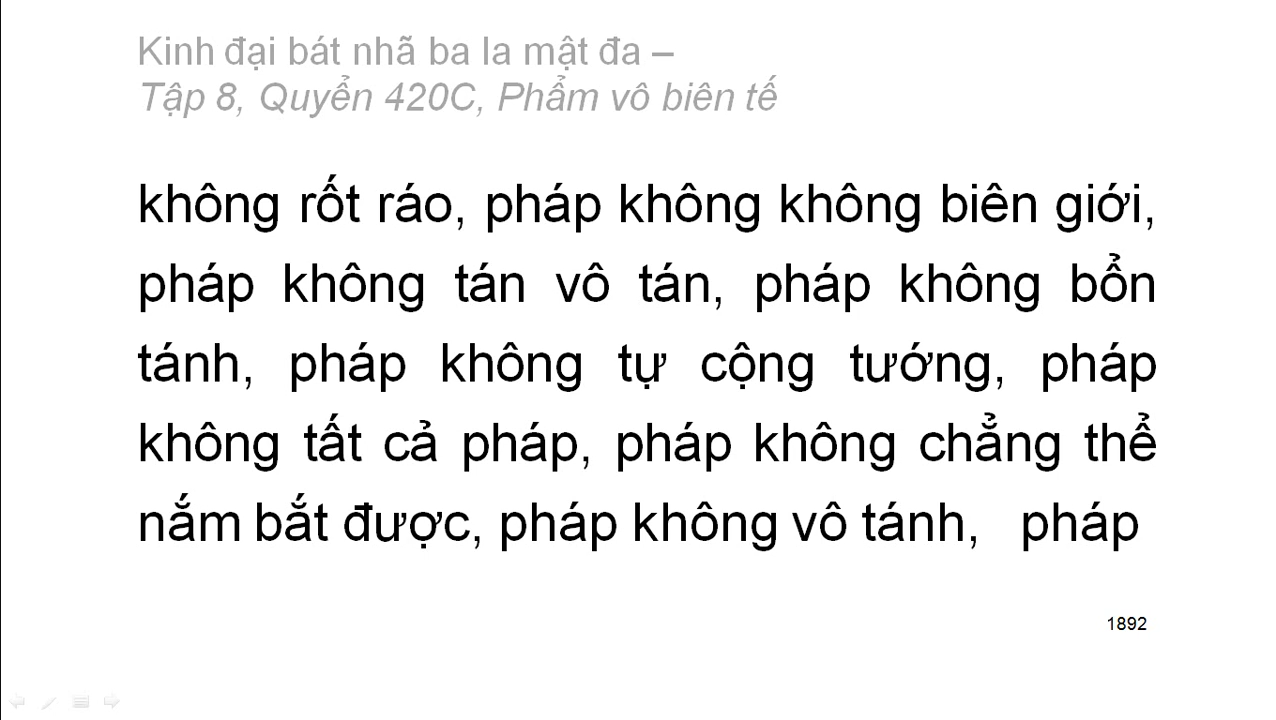 Kinh đại bát nhã ba la mật đa –
Tập 8, Quyển 420C, Phẩm vô biên tế
không rốt ráo, pháp không không biên giới,
pháp không tán vô tán, pháp không bổn
tánh, pháp không tự cộng tướng, pháp
không tất cả pháp, pháp không chẳng thể
nắm bắt được, pháp không vô tánh, pháp
1892